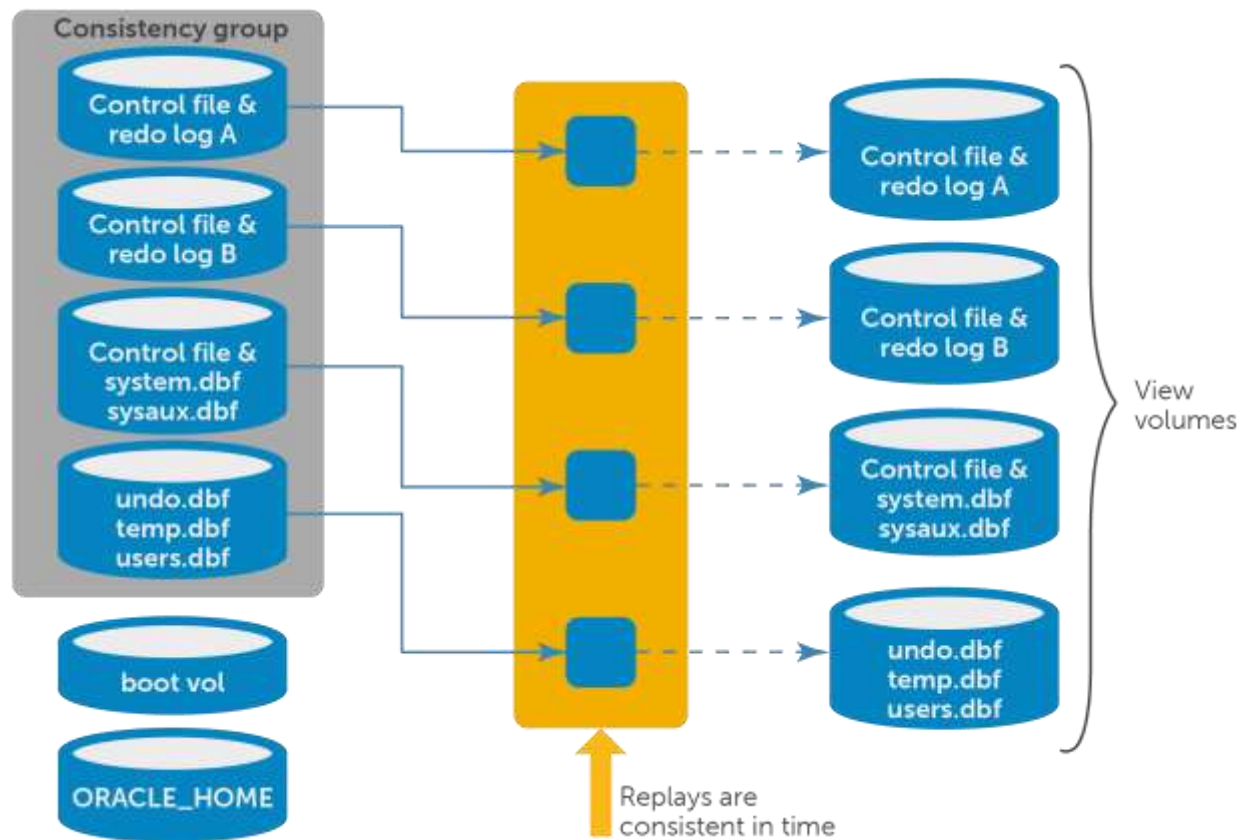 Consistency group
Control file &
redo log A
Control file &
redo log B
Control file &
system.dbf
sysaux.dbf
undo.dbf
temp.dbf
users.dbf
boot vol
ORACLE_HOME
Replays are
consistent in time
Control file &
redo log A
Control file &
redo log B
Control file &
system.dbf
sysaux.dbf
undo.dbf
temp.dbf
users.dbf
View
volumes